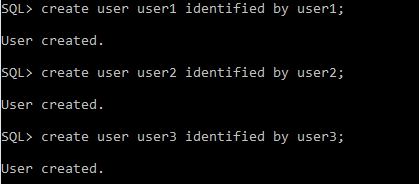 SQL> create user user1 identified by user1;
User created.
SQL> create user user2 identified by user2;
User created.
SQL> create user user3 identified by user3;
User created.